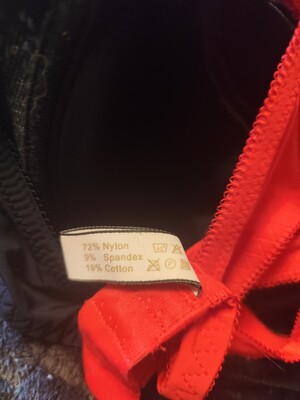 72% Nylon
9% Spandex
19% Cotton